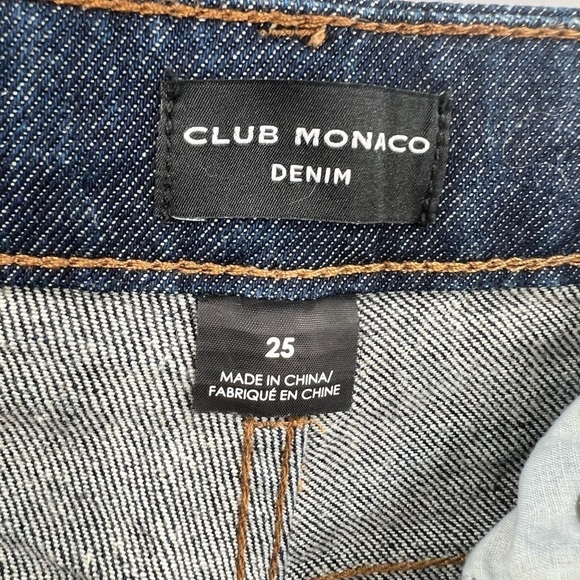 CLUB MONACO
DENIM
25
MADE IN CHINA/
FABRIQUÉ EN CHINE